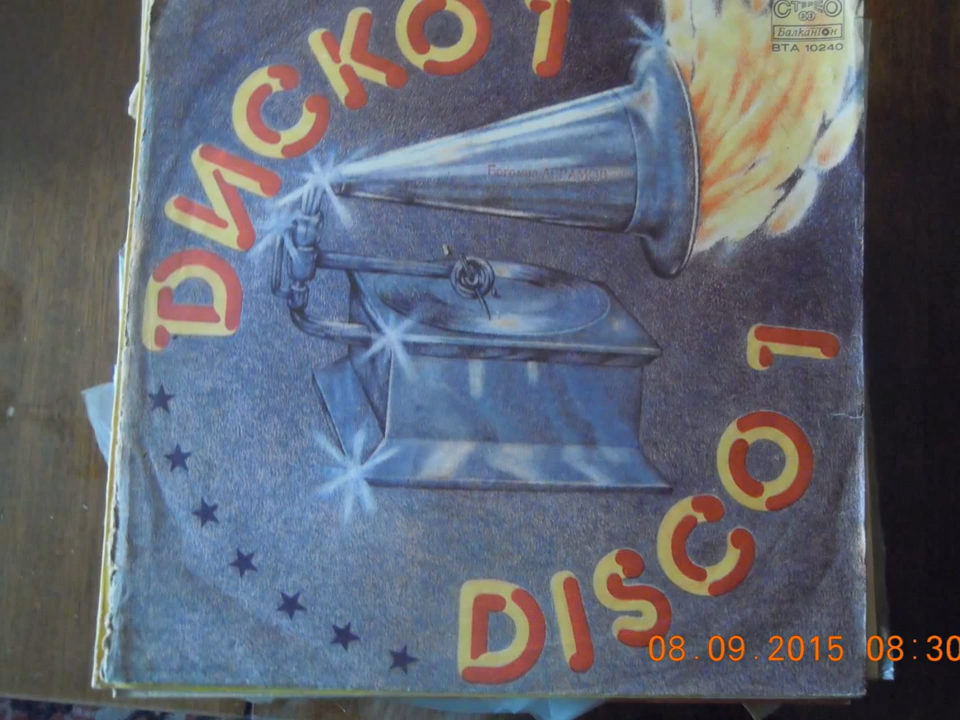 СТЕРЕО
Балкантон
ВТА 10240
ДИСКО 1
DISCO 1
08.09.2015 08:30